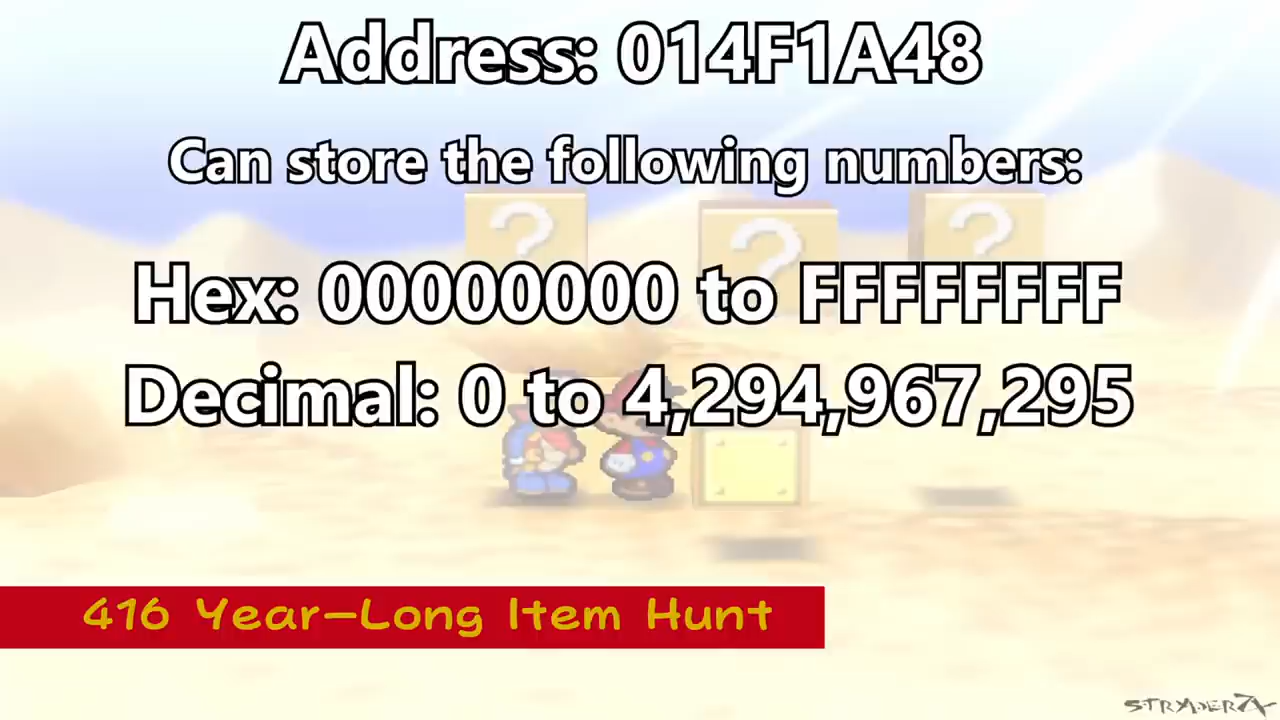 Address: 014F1A48
Can store the following numbers:
? ? ?
Hex: 00000000 to FFFFFFFF
Decimal: 0 to 4,294,967,295
416 Year-Long Item Hunt
STRYDER7X